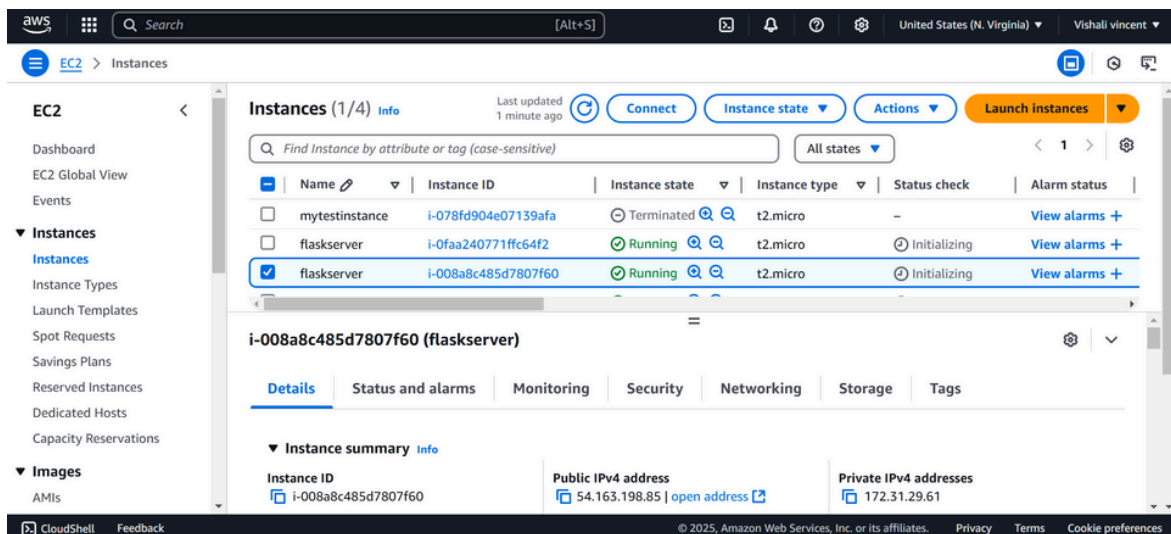 aws Search [Alt+S] United States (N. Virginia) Vishali vincent
EC2 > Instances
EC2
Dashboard
EC2 Global View
Events
Instances
Instances
Instance Types
Launch Templates
Spot Requests
Savings Plans
Reserved Instances
Dedicated Hosts
Capacity Reservations
Images
AMIs
Instances (1/4) Info
Last updated
1 minute ago
Connect Instance state Actions Launch instances
Find Instance by attribute or tag (case-sensitive) All states 1
Name Instance ID Instance state Instance type Status check Alarm status
mytestinstance i-078fd904e07139afa Terminated t2.micro – View alarms +
flaskserver i-0faa240771ffc64f2 Running t2.micro Initializing View alarms +
flaskserver i-008a8c485d7807f60 Running t2.micro Initializing View alarms +
i-008a8c485d7807f60 (flaskserver)
Details Status and alarms Monitoring Security Networking Storage Tags
Instance summary Info
Instance ID Public IPv4 address Private IPv4 addresses
i-008a8c485d7807f60 54.163.198.85 | open address 172.31.29.61
CloudShell Feedback © 2025, Amazon Web Services, Inc. or its affiliates. Privacy Terms Cookie preferences